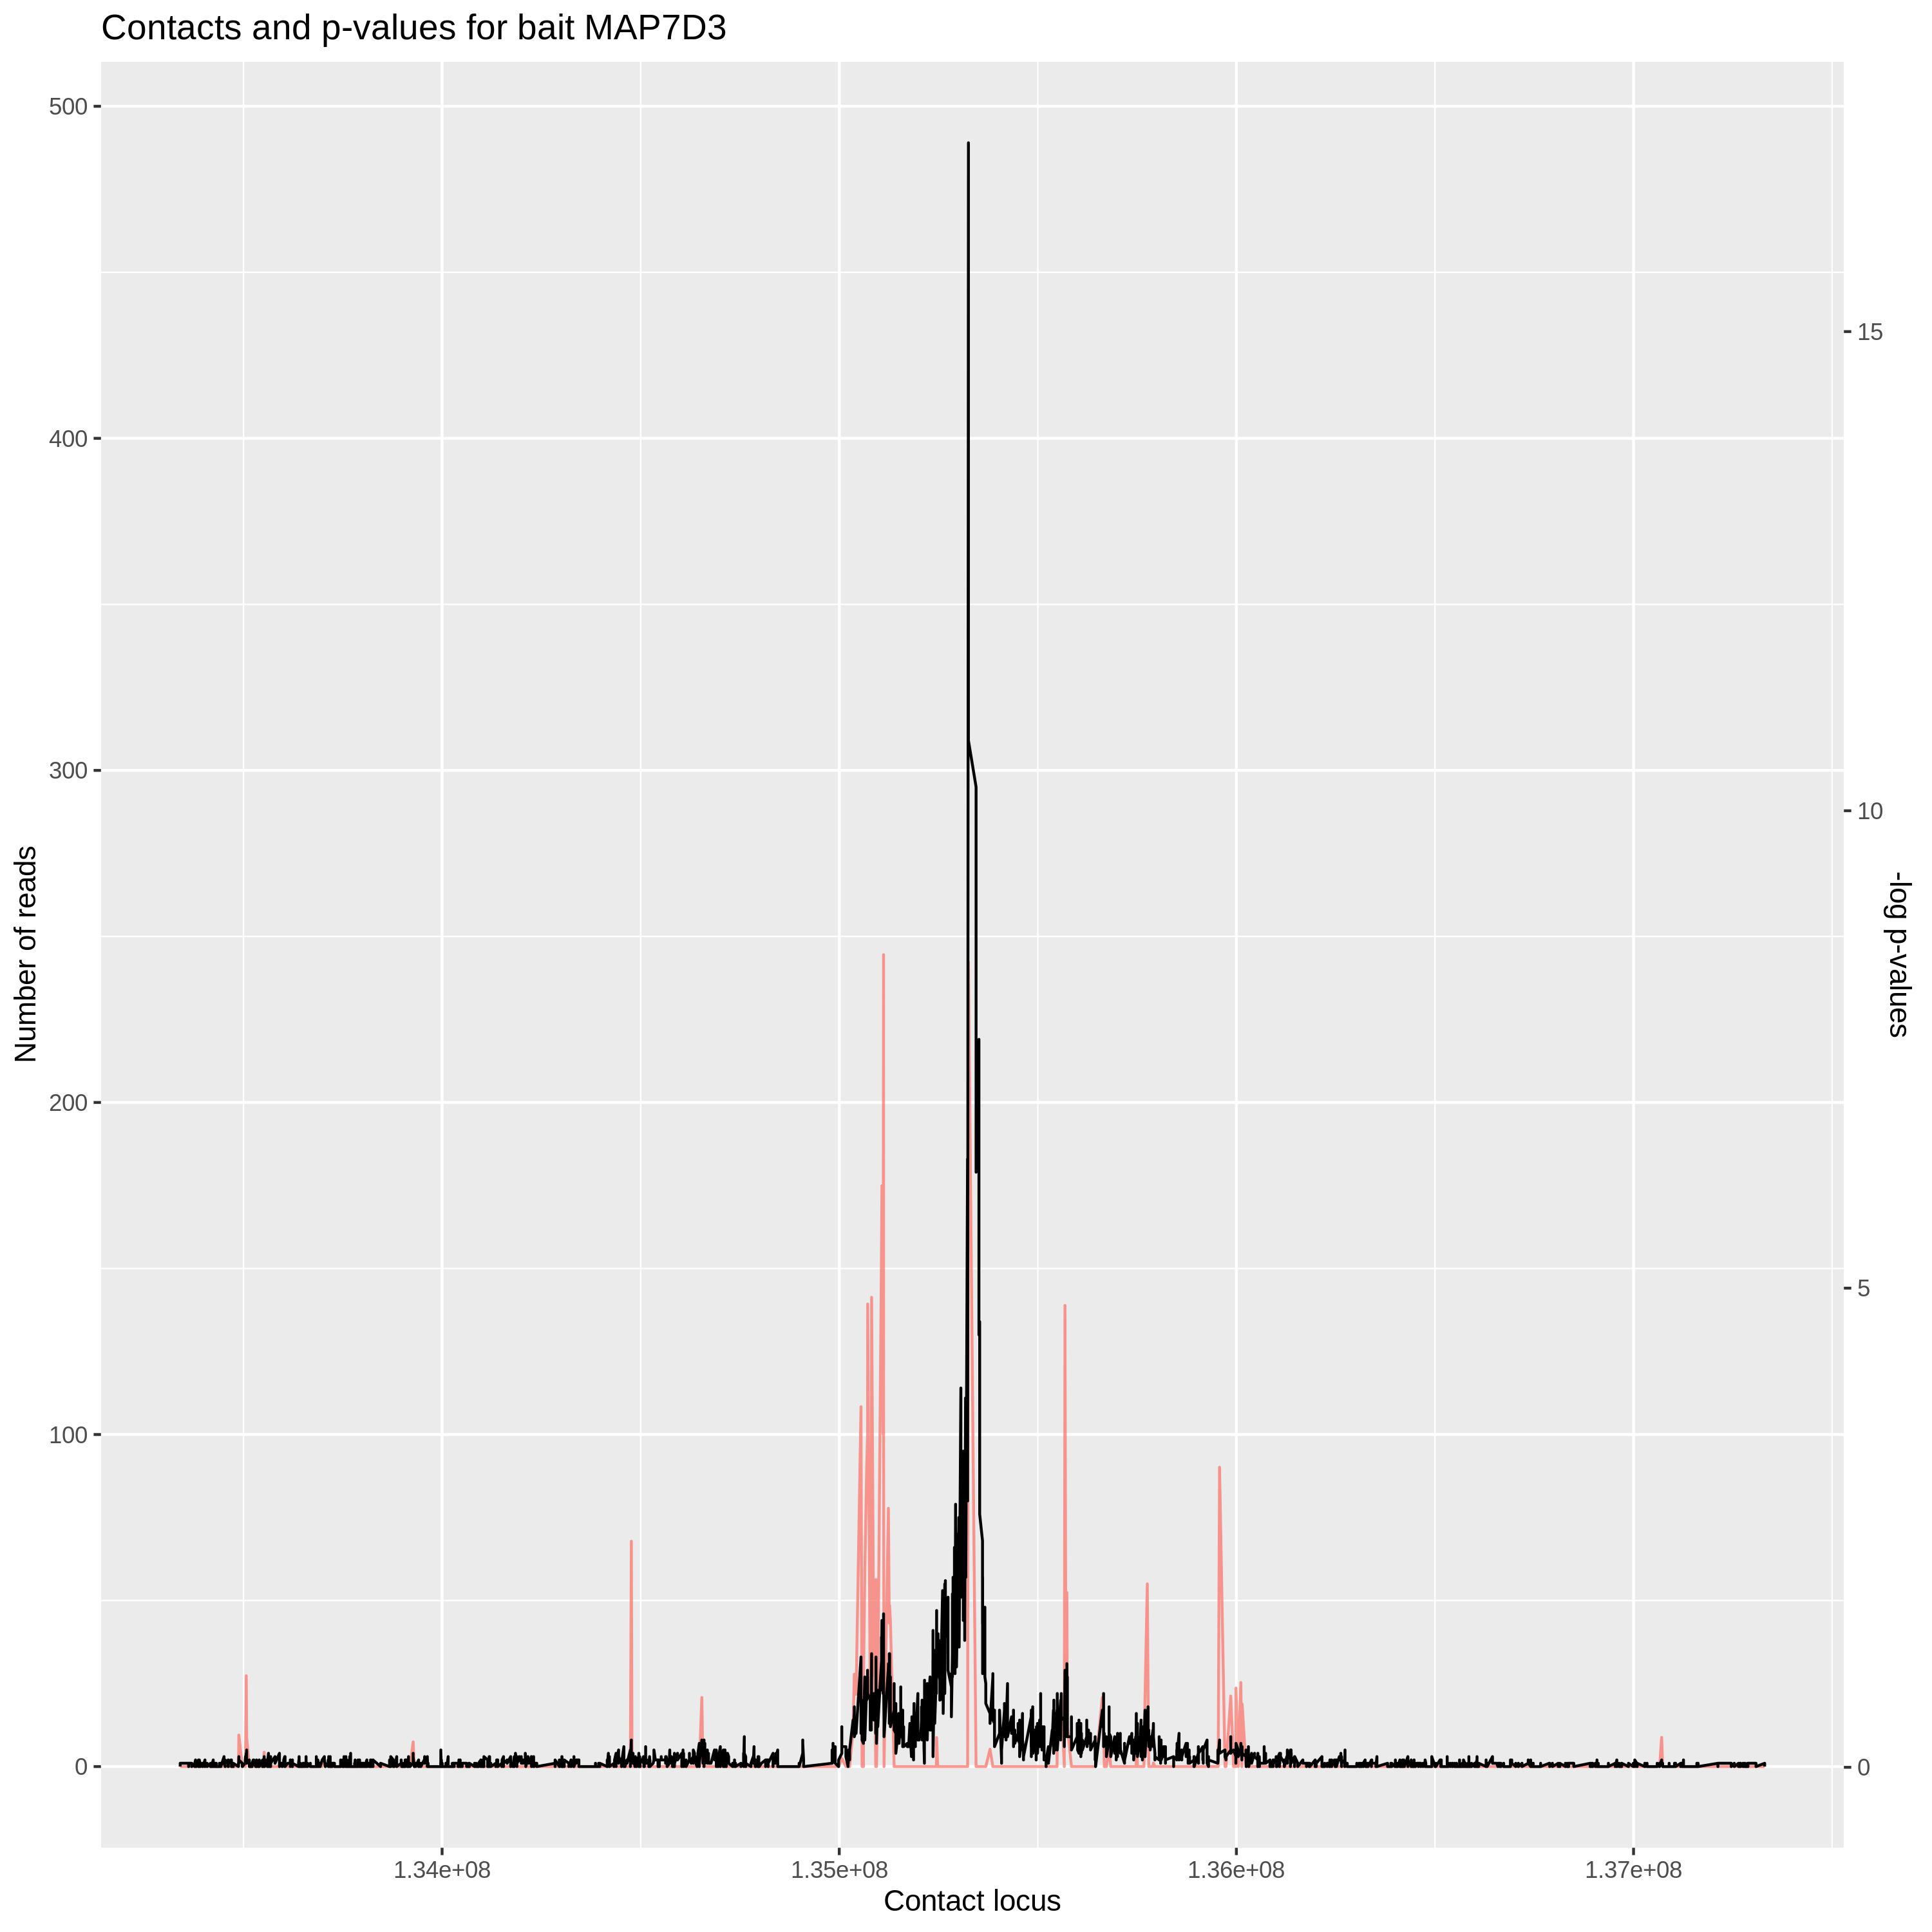 Contacts and p-values for bait MAP7D3
500
400
300
200
100
0
Number of reads
15
10
5
0
-log p-values
1.34e+08
1.35e+08
1.36e+08
1.37e+08
Contact locus